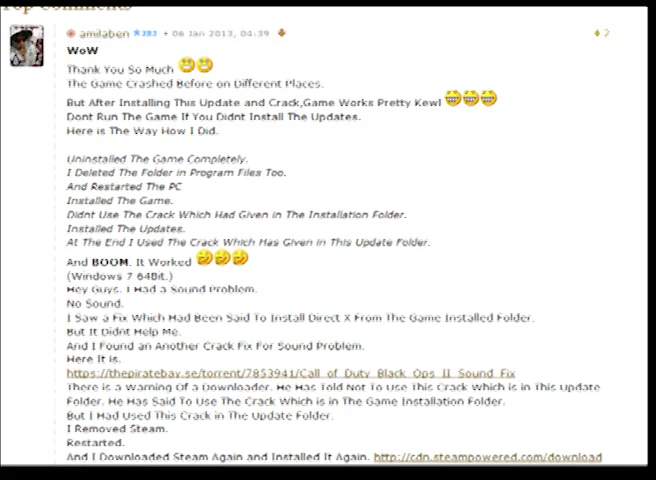 Top Comments
amilaben 283 • 06 Jan 2013, 04:39 2
WoW
Thank You So Much
The Game Crashed Before on Different Places.
But After Installing This Update and Crack,Game Works Pretty Kewl
Dont Run The Game If You Didnt Install The Updates.
Here is The Way How I Did.
Uninstalled The Game Completely.
I Deleted The Folder in Program Files Too.
And Restarted The PC
Installed The Game.
Didnt Use The Crack Which Had Given in The Installation Folder.
Installed The Updates.
At The End I Used The Crack Which Has Given in This Update Folder.
And BOOM. It Worked
(Windows 7 64Bit.)
Hey Guys. I Had a Sound Problem.
No Sound.
I Saw a Fix Which Had Been Said To Install Direct X From The Game Installed Folder.
But It Didnt Help Me.
And I Found an Another Crack Fix For Sound Problem.
Here It is.
https://thepiratebay.se/torrent/7853941/Call_of_Duty_Black_Ops_II_Sound_Fix
There is a Warning Of a Downloader. He Has Told Not To Use This Crack Which is in This Update
Folder. He Has Said To Use The Crack Which is in The Game Installation Folder.
But I Had Used This Crack in The Update Folder.
I Removed Steam.
Restarted.
And I Downloaded Steam Again and Installed It Again. http://cdn.steampowered.com/download